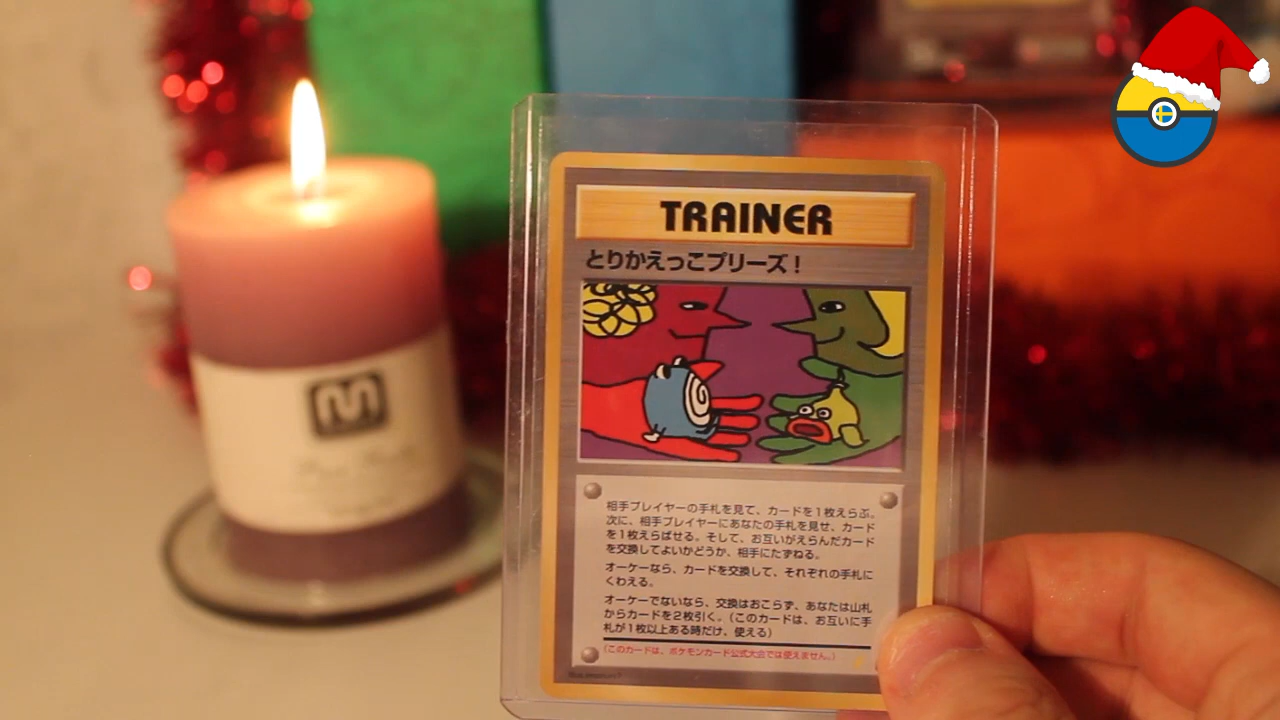 TRAINER
とりかえっこプリーズ！
相手プレイヤーの手札を見て、カードを1枚えらぶ。
次に、相手プレイヤーにあなたの手札を見せ、カード
を1枚えらばせる。そして、お互いがえらんだカード
を交換してよいかどうか、相手にたずねる。
オーケーなら、カードを交換して、それぞれの手札に
くわえる。
オーケーでないなら、交換はおこらず、あなたは山札
からカードを2枚引く。（このカードは、お互いに手
札が1枚以上ある時だけ、使える）
（このカードは、ポケモンカード公式大会では使えません。）